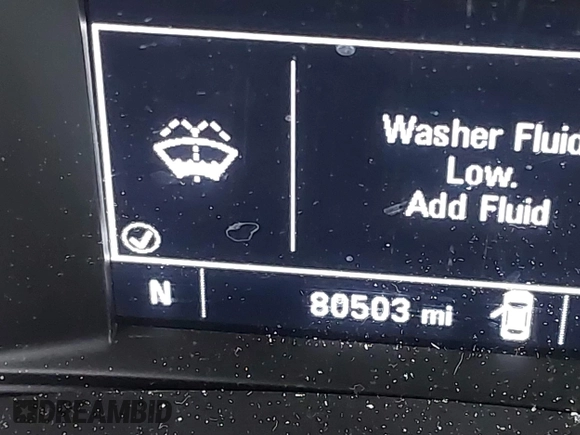 Washer Fluid
Low.
Add Fluid
N
80503 mi
DREAMBID